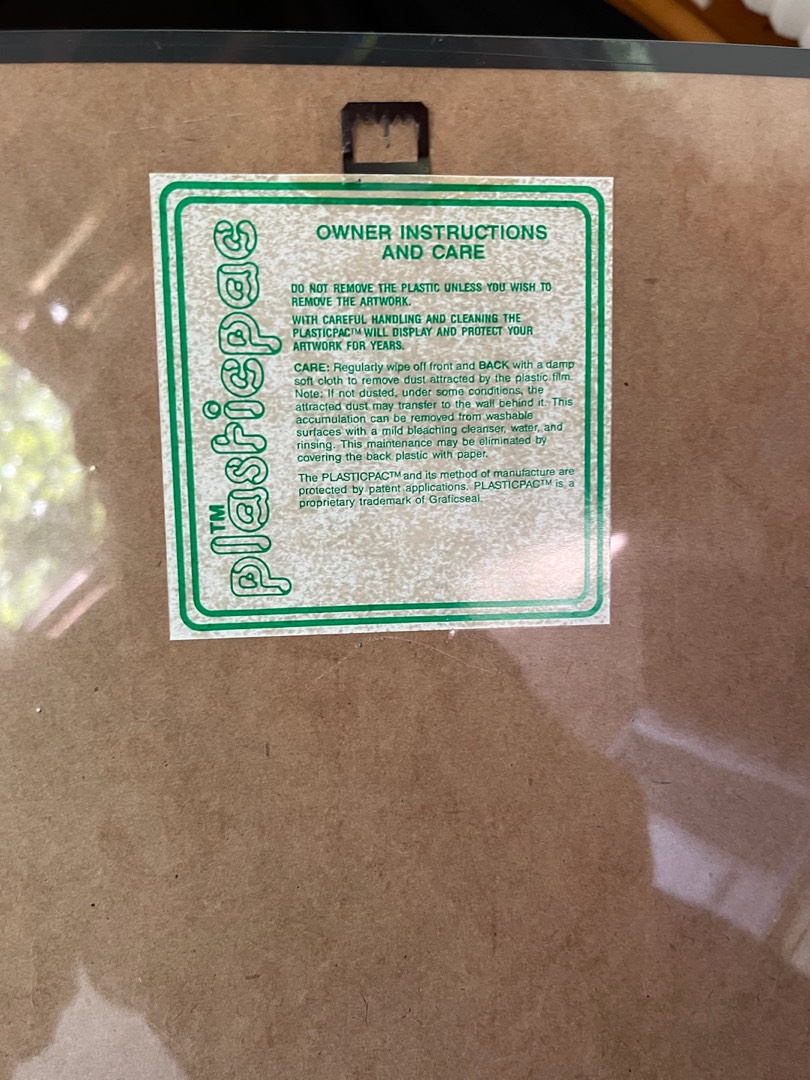 plasticpac™
OWNER INSTRUCTIONS
AND CARE
DO NOT REMOVE THE PLASTIC UNLESS YOU WISH TO
REMOVE THE ARTWORK.
WITH CAREFUL HANDLING AND CLEANING THE
PLASTICPAC™ WILL DISPLAY AND PROTECT YOUR
ARTWORK FOR YEARS.
CARE: Regularly wipe off front and BACK with a damp
soft cloth to remove dust attracted by the plastic film.
Note: If not dusted, under some conditions, the
attracted dust may transfer to the wall behind it. This
accumulation can be removed from washable
surfaces with a mild bleaching cleanser, water, and
rinsing. This maintenance may be eliminated by
covering the back plastic with paper.
The PLASTICPAC™ and its method of manufacture are
protected by patent applications. PLASTICPAC™ is a
proprietary trademark of Graficseal.